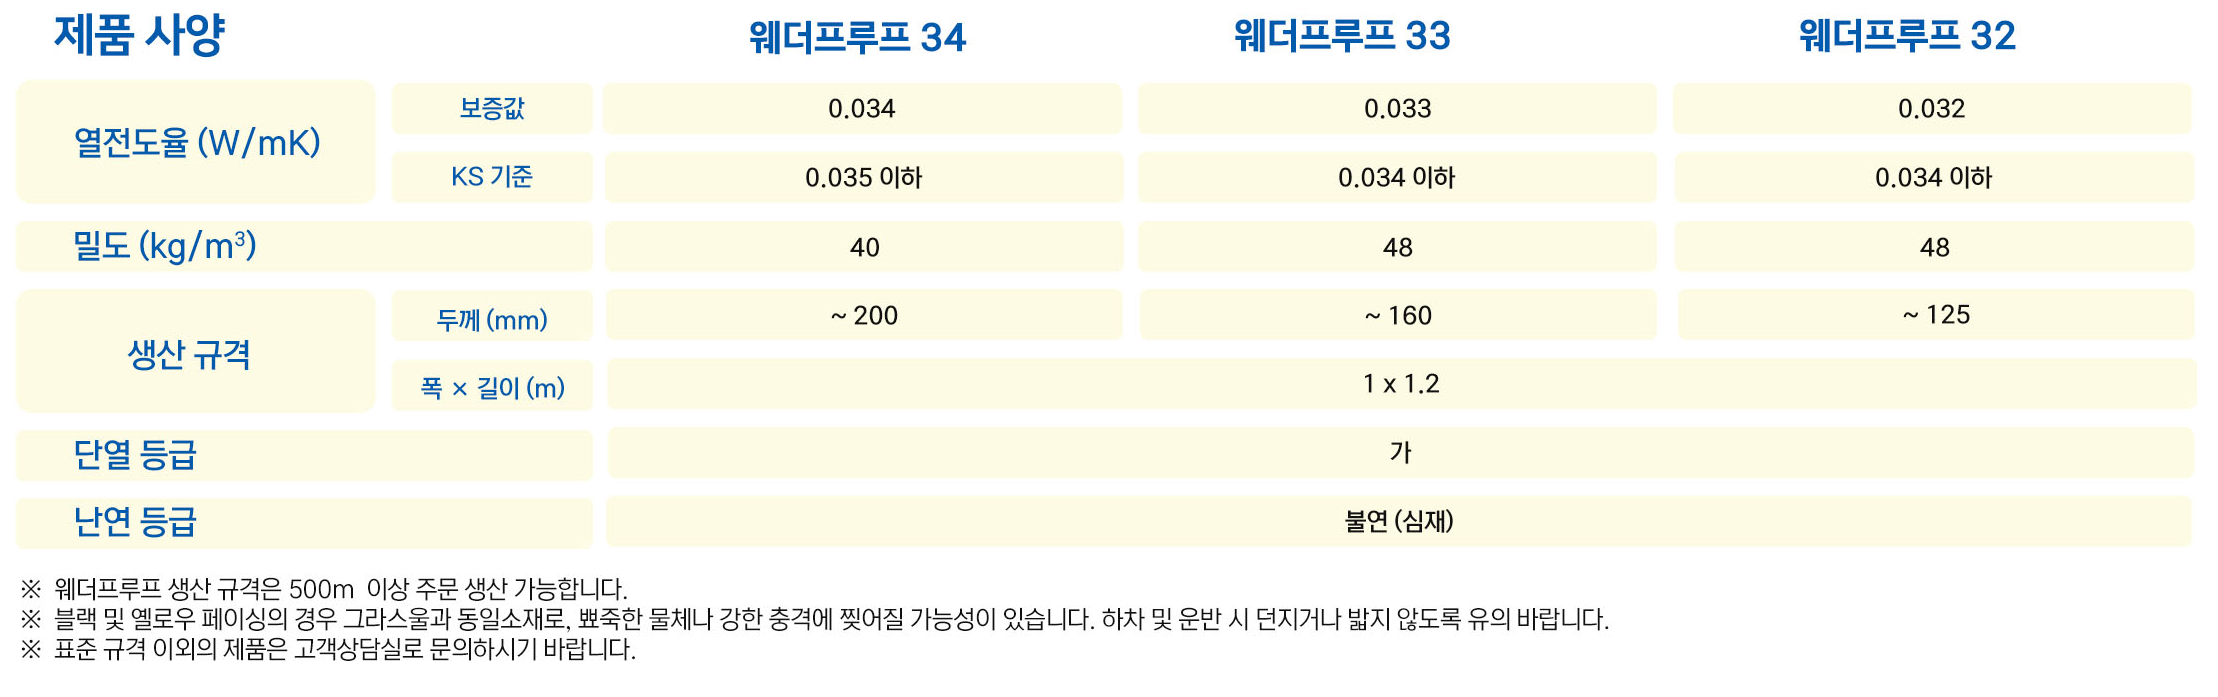 제품 사양 웨더프루프 34 웨더프루프 33 웨더프루프 32
열전도율 (W/mK) 보증값 0.034 0.033 0.032
KS 기준 0.035 이하 0.034 이하 0.034 이하
밀도 (kg/m³) 40 48 48
생산 규격 두께 (mm) ~ 200 ~ 160 ~ 125
폭 × 길이 (m) 1 x 1.2
단열 등급 가
난연 등급 불연 (심재)
※ 웨더프루프 생산 규격은 500m 이상 주문 생산 가능합니다.
※ 블랙 및 옐로우 페이싱의 경우 그라스울과 동일소재로, 뾰죽한 물체나 강한 충격에 찢어질 가능성이 있습니다. 하차 및 운반 시 던지거나 밟지 않도록 유의 바랍니다.
※ 표준 규격 이외의 제품은 고객상담실로 문의하시기 바랍니다.